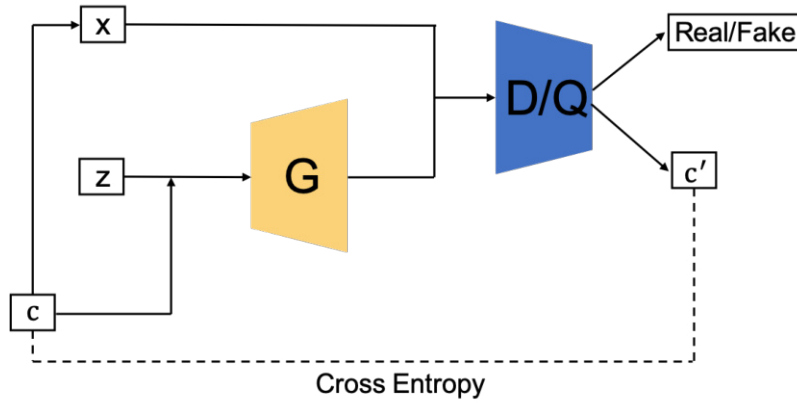 x
Real/Fake
D/Q
G
z
c′
c
Cross Entropy